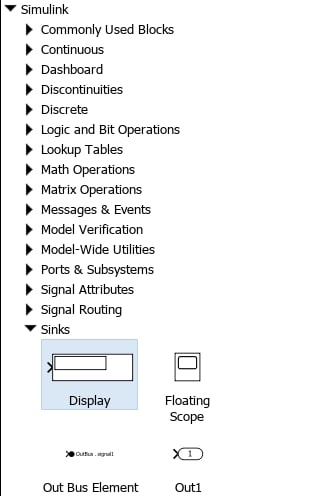 Simulink
Commonly Used Blocks
Continuous
Dashboard
Discontinuities
Discrete
Logic and Bit Operations
Lookup Tables
Math Operations
Matrix Operations
Messages & Events
Model Verification
Model-Wide Utilities
Ports & Subsystems
Signal Attributes
Signal Routing
Sinks
Display
Floating
Scope
OutBus . signal1
1
Out Bus Element
Out1